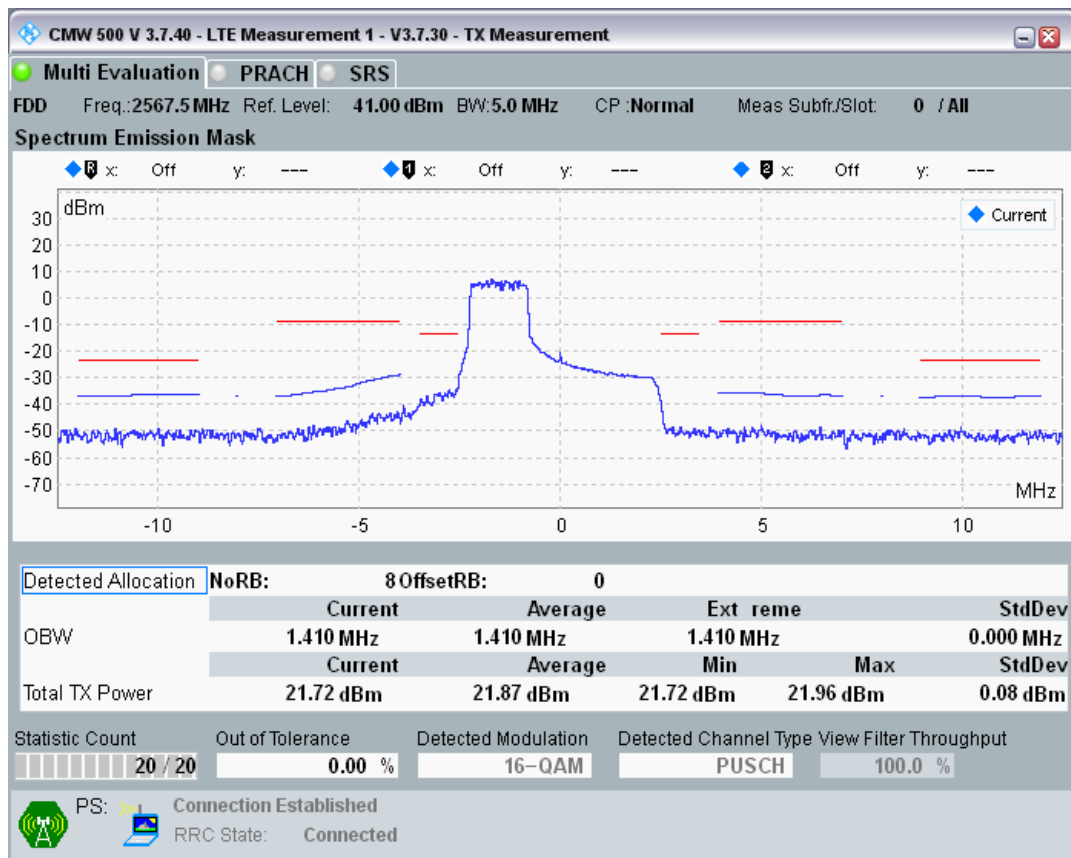 CMW 500 V 3.7.40 - LTE Measurement 1 - V3.7.30 - TX Measurement
Multi Evaluation PRACH SRS
FDD Freq.:2567.5 MHz Ref. Level: 41.00 dBm BW:5.0 MHz CP :Normal Meas Subfr./Slot: 0 / All
Spectrum Emission Mask
R x: Off y: --- 1 x: Off y: --- 2 x: Off y: ---
dBm
Current
30
20
10
0
-10
-20
-30
-40
-50
-60
-70
MHz
-10 -5 0 5 10
Detected Allocation NoRB: 8 OffsetRB: 0
Current Average Ext reme StdDev
OBW 1.410 MHz 1.410 MHz 1.410 MHz 0.000 MHz
Current Average Min Max StdDev
Total TX Power 21.72 dBm 21.87 dBm 21.72 dBm 21.96 dBm 0.08 dBm
Statistic Count Out of Tolerance Detected Modulation Detected Channel Type View Filter Throughput
20 / 20 0.00 % 16-QAM PUSCH 100.0 %
PS: Connection Established
RRC State: Connected